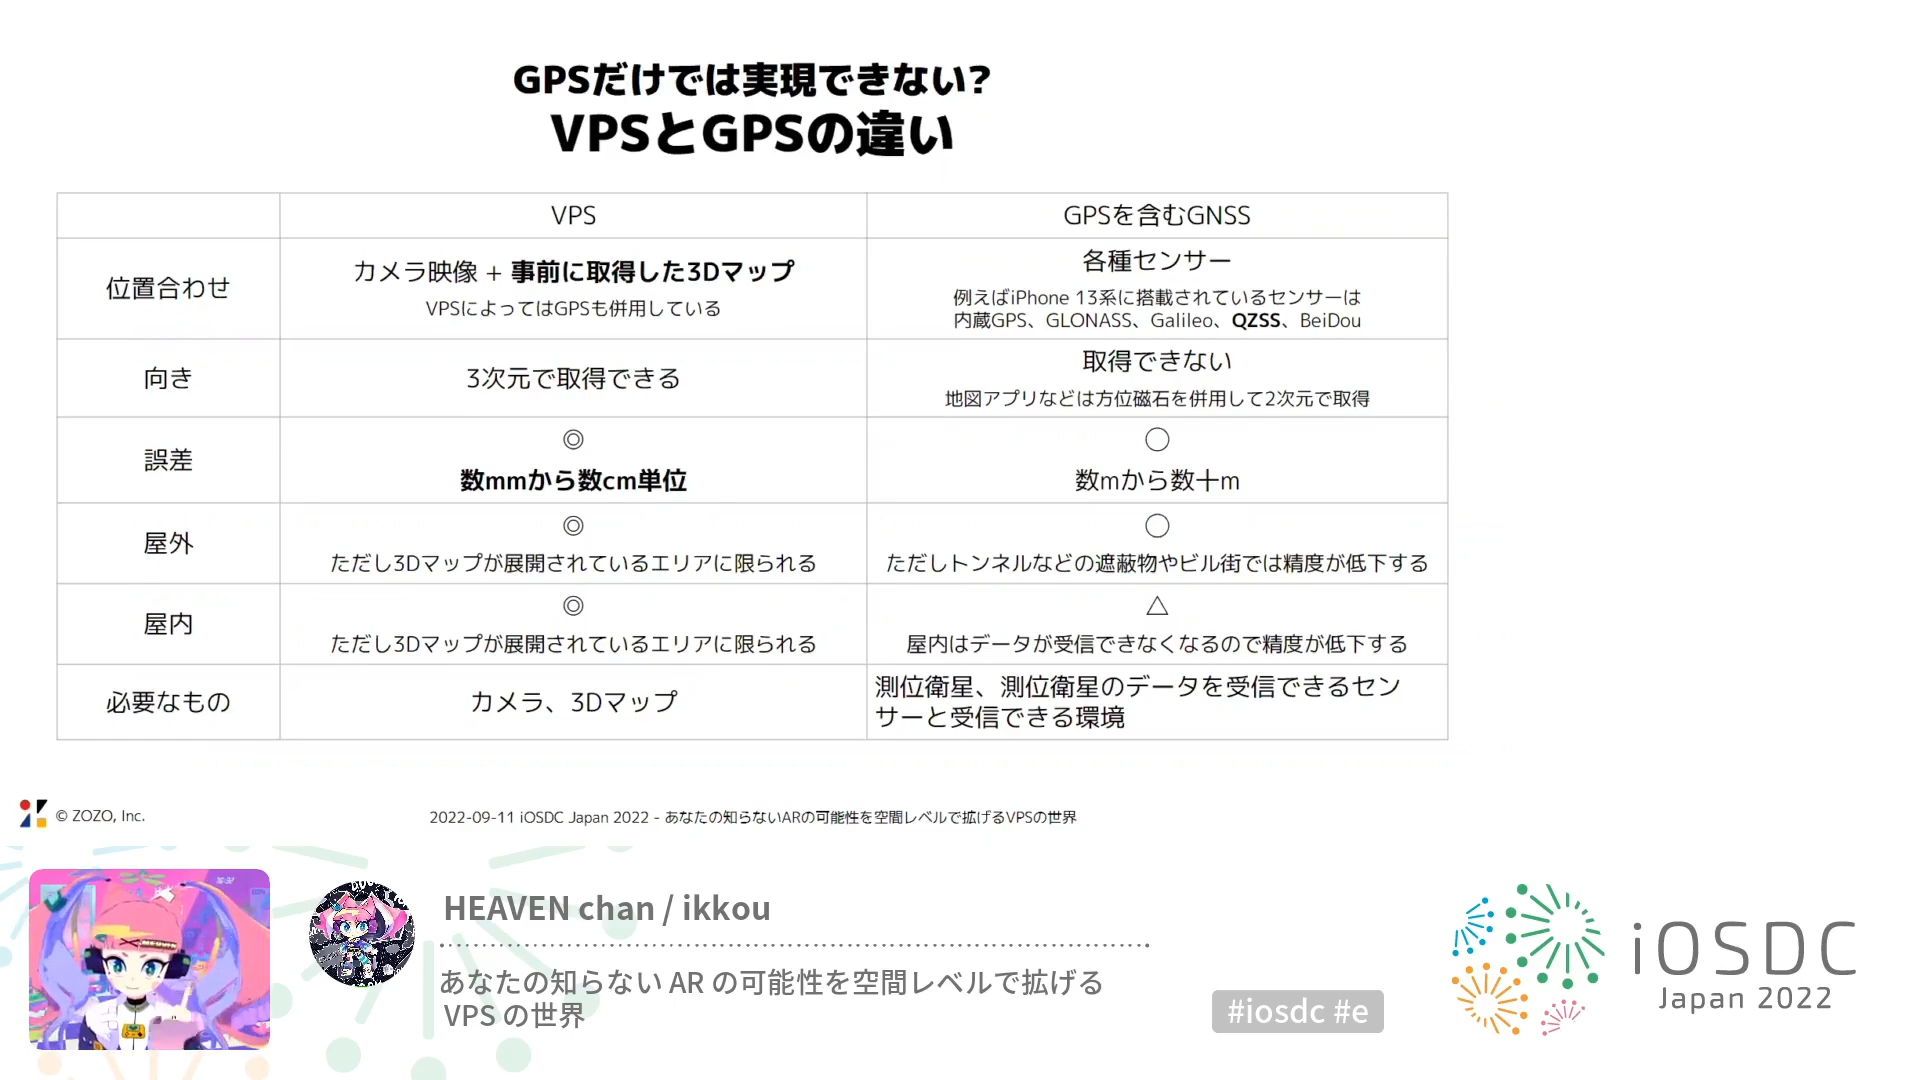 GPSだけでは実現できない?
VPSとGPSの違い
VPS
GPSを含むGNSS
位置合わせ
カメラ映像 + 事前に取得した3Dマップ
VPSによってはGPSも併用している
各種センサー
例えばiPhone 13系に搭載されているセンサーは
内蔵GPS、GLONASS、Galileo、QZSS、BeiDou
向き
3次元で取得できる
取得できない
地図アプリなどは方位磁石を併用して2次元で取得
誤差
◎
数mmから数cm単位
○
数mから数十m
屋外
◎
ただし3Dマップが展開されているエリアに限られる
○
ただしトンネルなどの遮蔽物やビル街では精度が低下する
屋内
◎
ただし3Dマップが展開されているエリアに限られる
△
屋内はデータが受信できなくなるので精度が低下する
必要なもの
カメラ、3Dマップ
測位衛星、測位衛星のデータを受信できるセン
サーと受信できる環境
© ZOZO, Inc.
2022-09-11 iOSDC Japan 2022 - あなたの知らないARの可能性を空間レベルで拡げるVPSの世界
HEAVEN chan / ikkou
あなたの知らない AR の可能性を空間レベルで拡げる
VPS の世界
#iosdc #e
iOSDC
Japan 2022